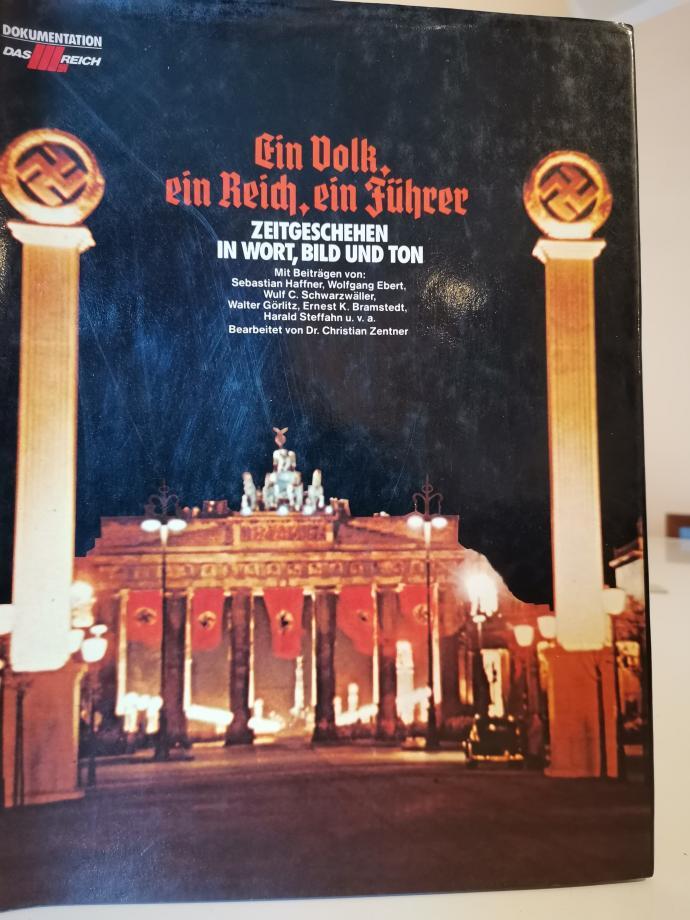 DOKUMENTATION
DAS III. REICH
Ein Volk,
ein Reich, ein Führer
ZEITGESCHEHEN
IN WORT, BILD UND TON
Mit Beiträgen von:
Sebastian Haffner, Wolfgang Ebert,
Wulf C. Schwarzwäller,
Walter Görlitz, Ernest K. Bramstedt,
Harald Steffahn u. v. a.
Bearbeitet von Dr. Christian Zentner